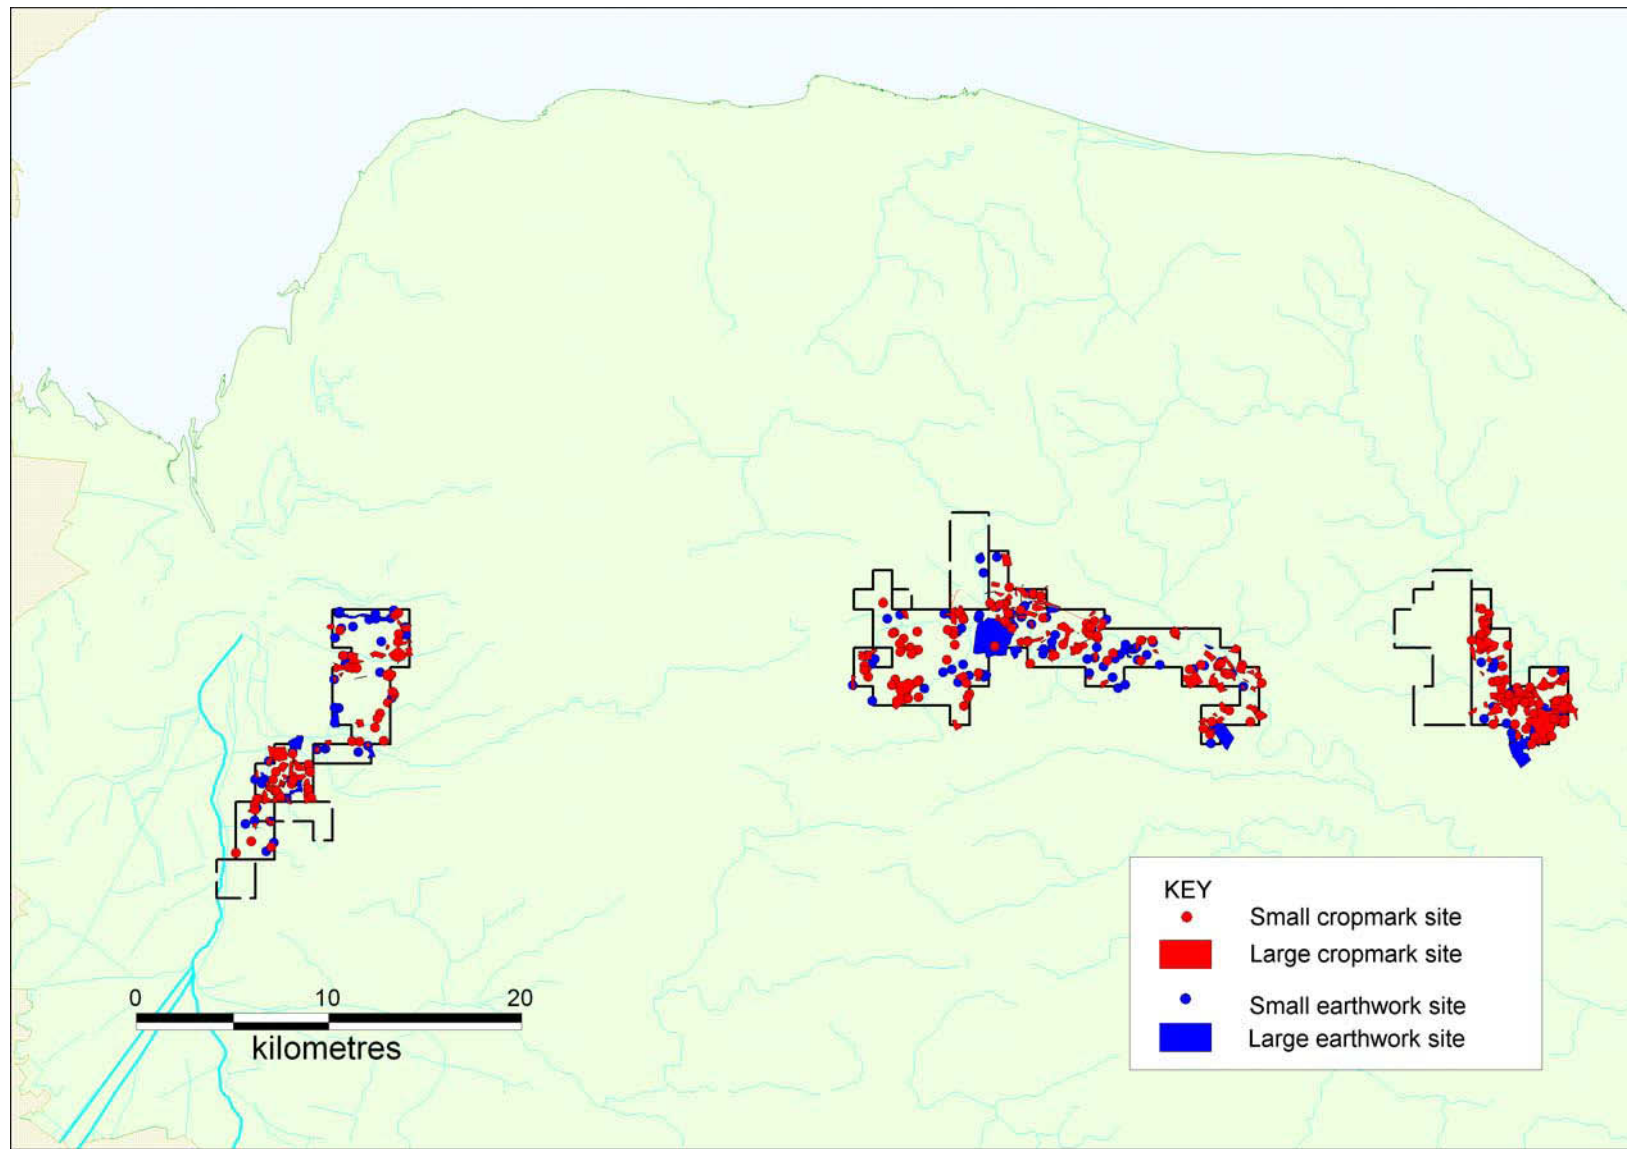 KEY
Small cropmark site
Large cropmark site
Small earthwork site
Large earthwork site
0 10 20
kilometres